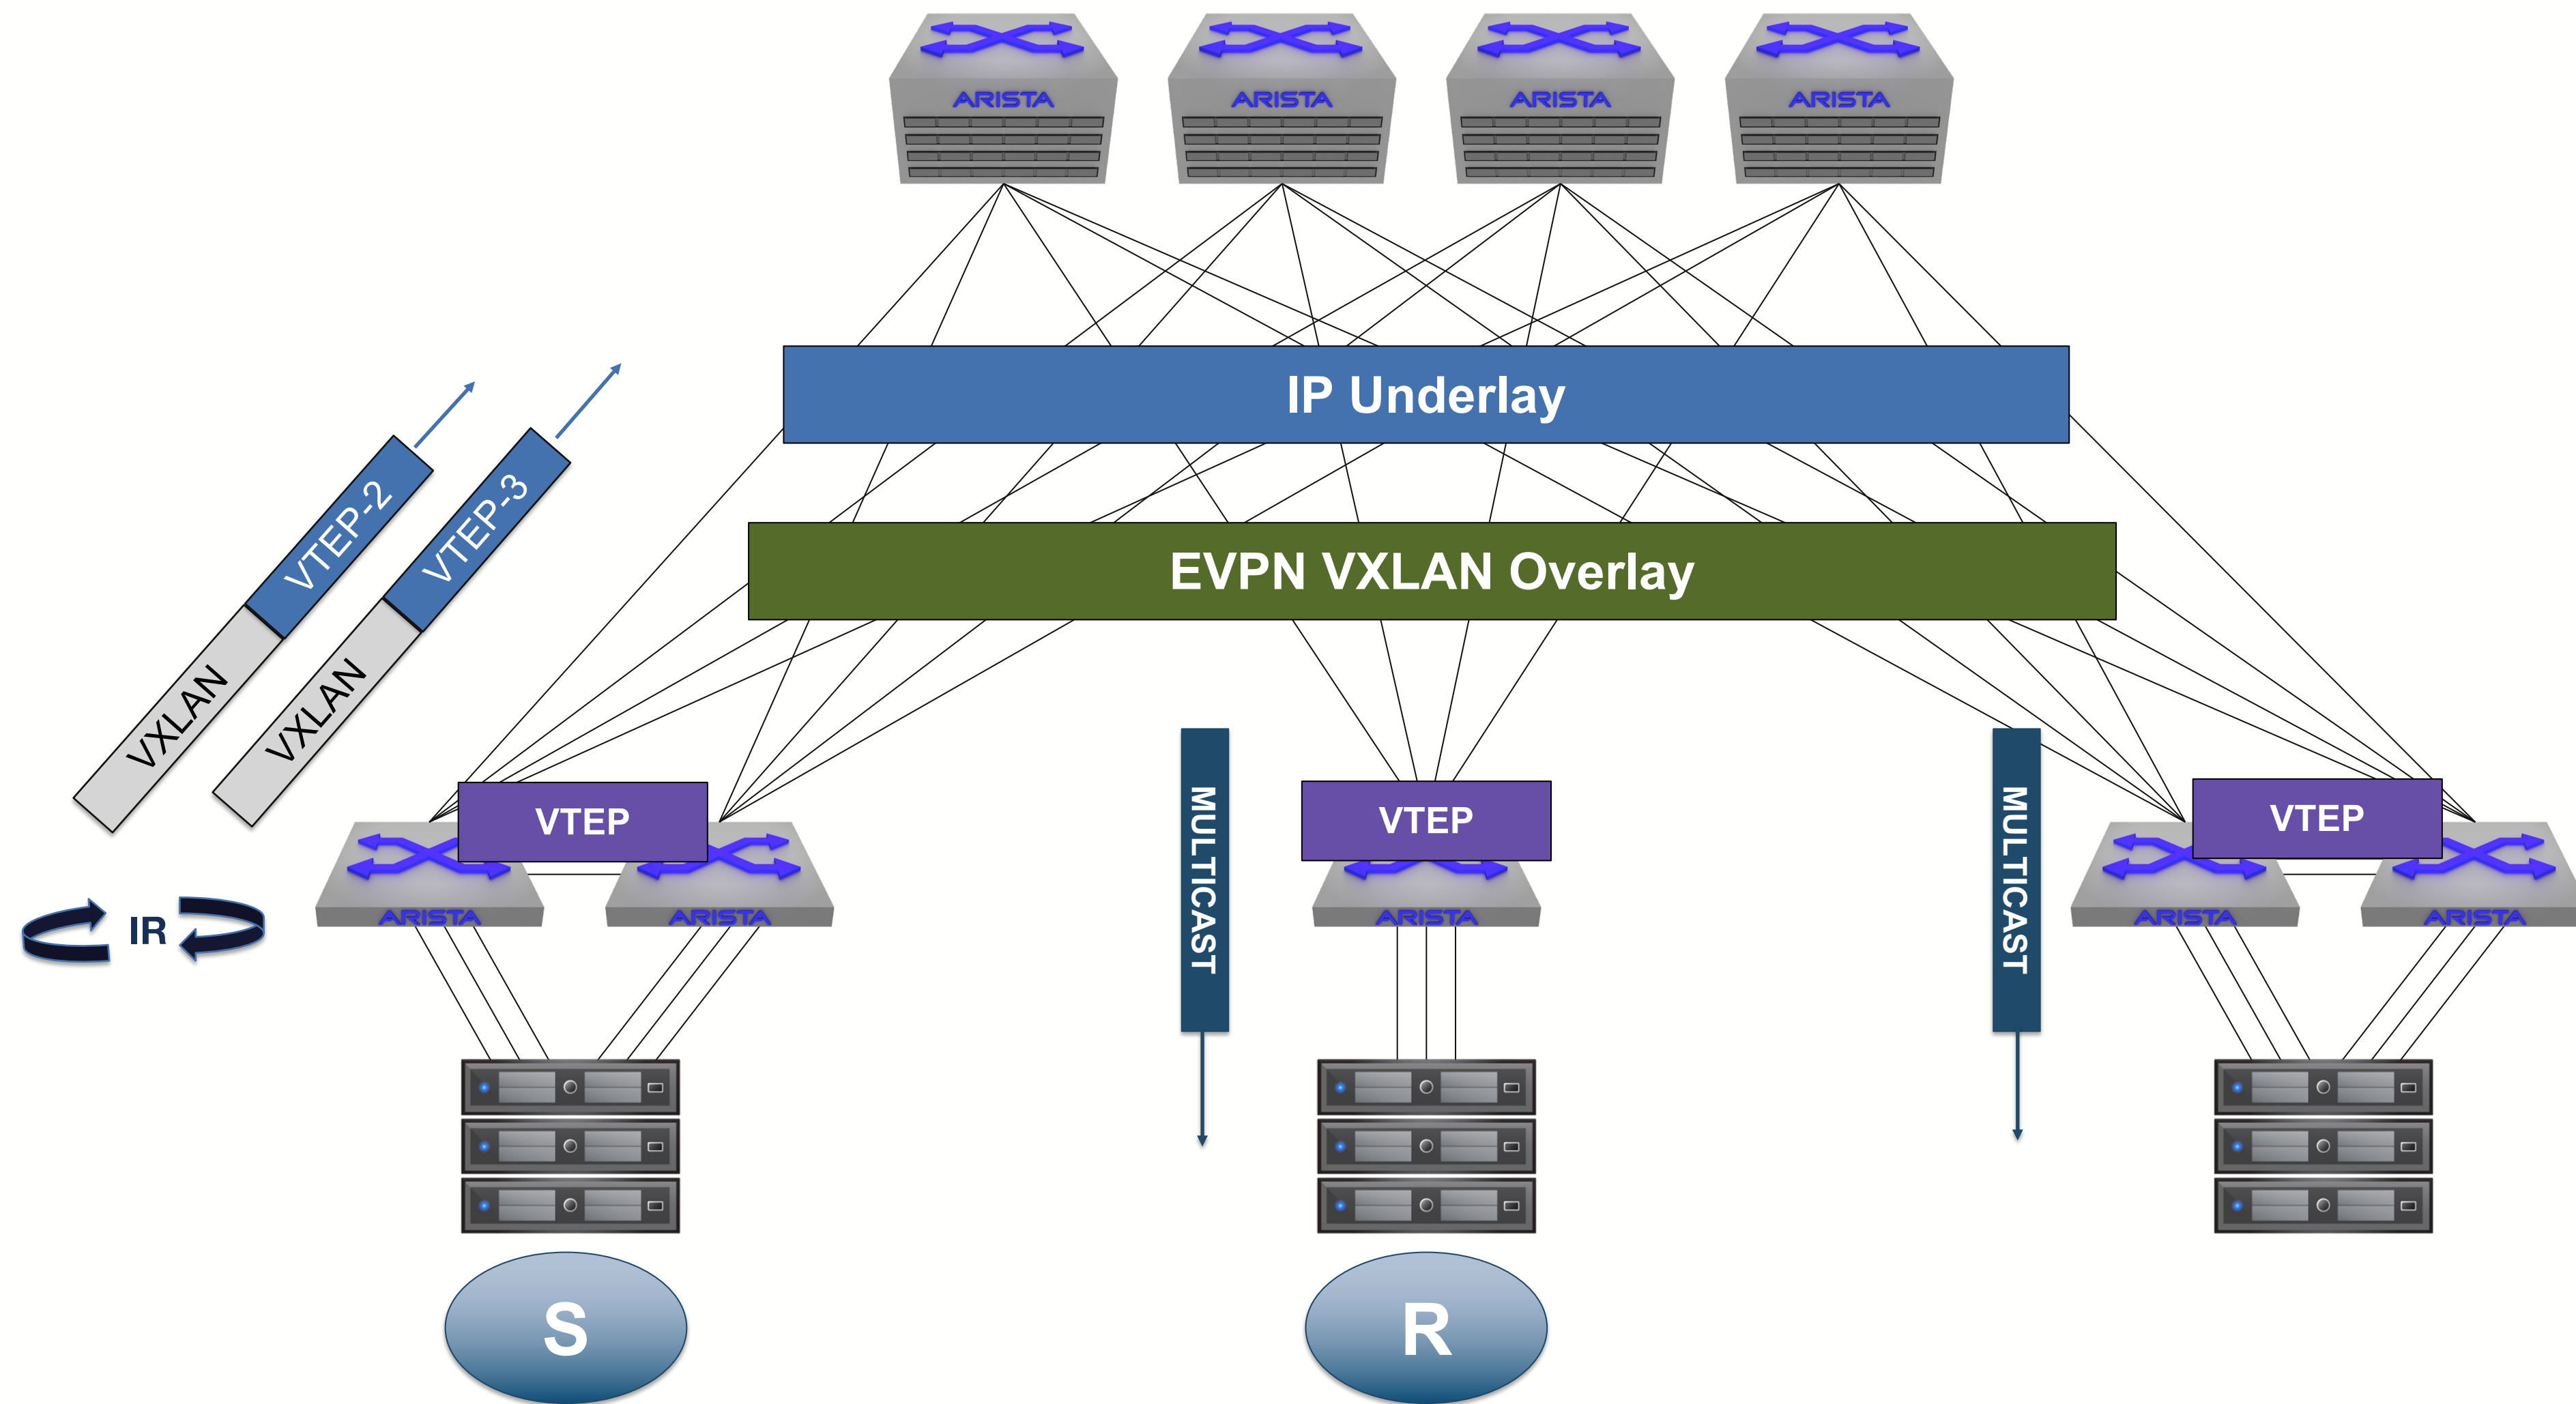 ARISTA
ARISTA
ARISTA
ARISTA
IP Underlay
EVPN VXLAN Overlay
VTEP-2
VXLAN
VTEP-3
VXLAN
VTEP
VTEP
VTEP
MULTICAST
MULTICAST
IR
ARISTA
ARISTA
ARISTA
ARISTA
ARISTA
S
R